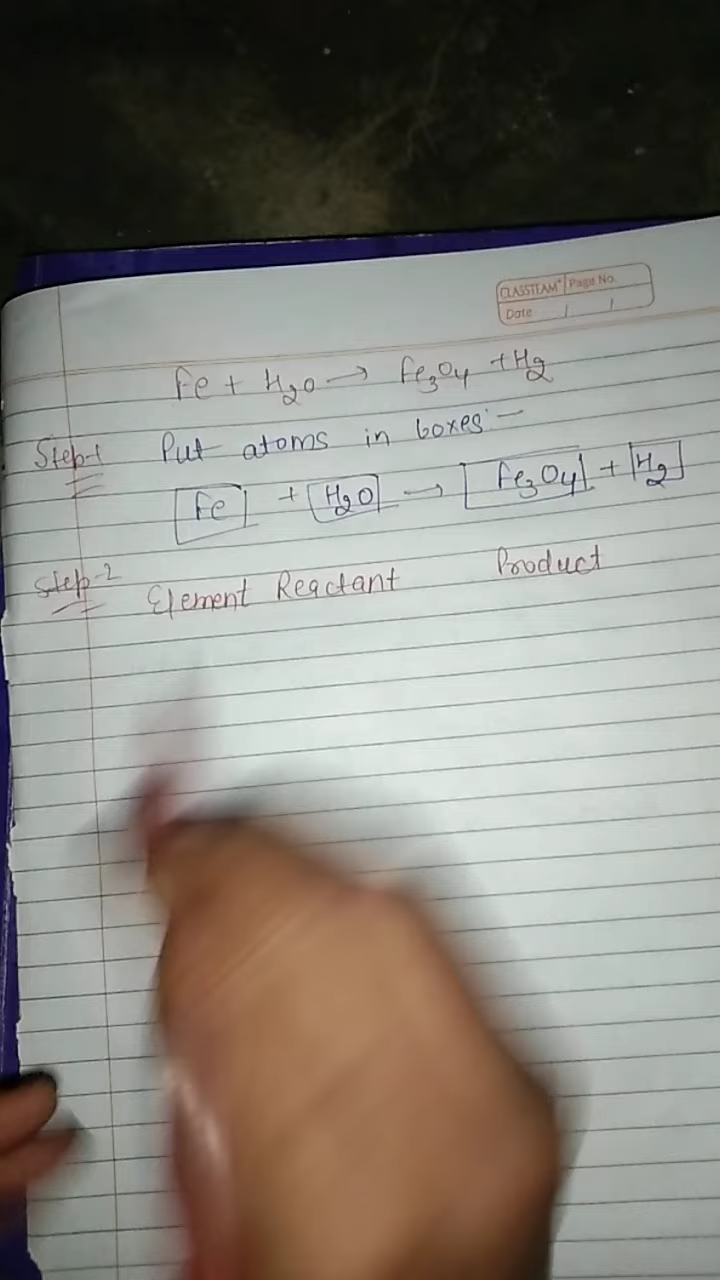 CLASSTEAM Page No.
Date / /
Fe + H2O → Fe3O4 + H2
Step-1 Put atoms in boxes:-
Fe + H2O → Fe3O4 + H2
Step-2 Element Reactant Product